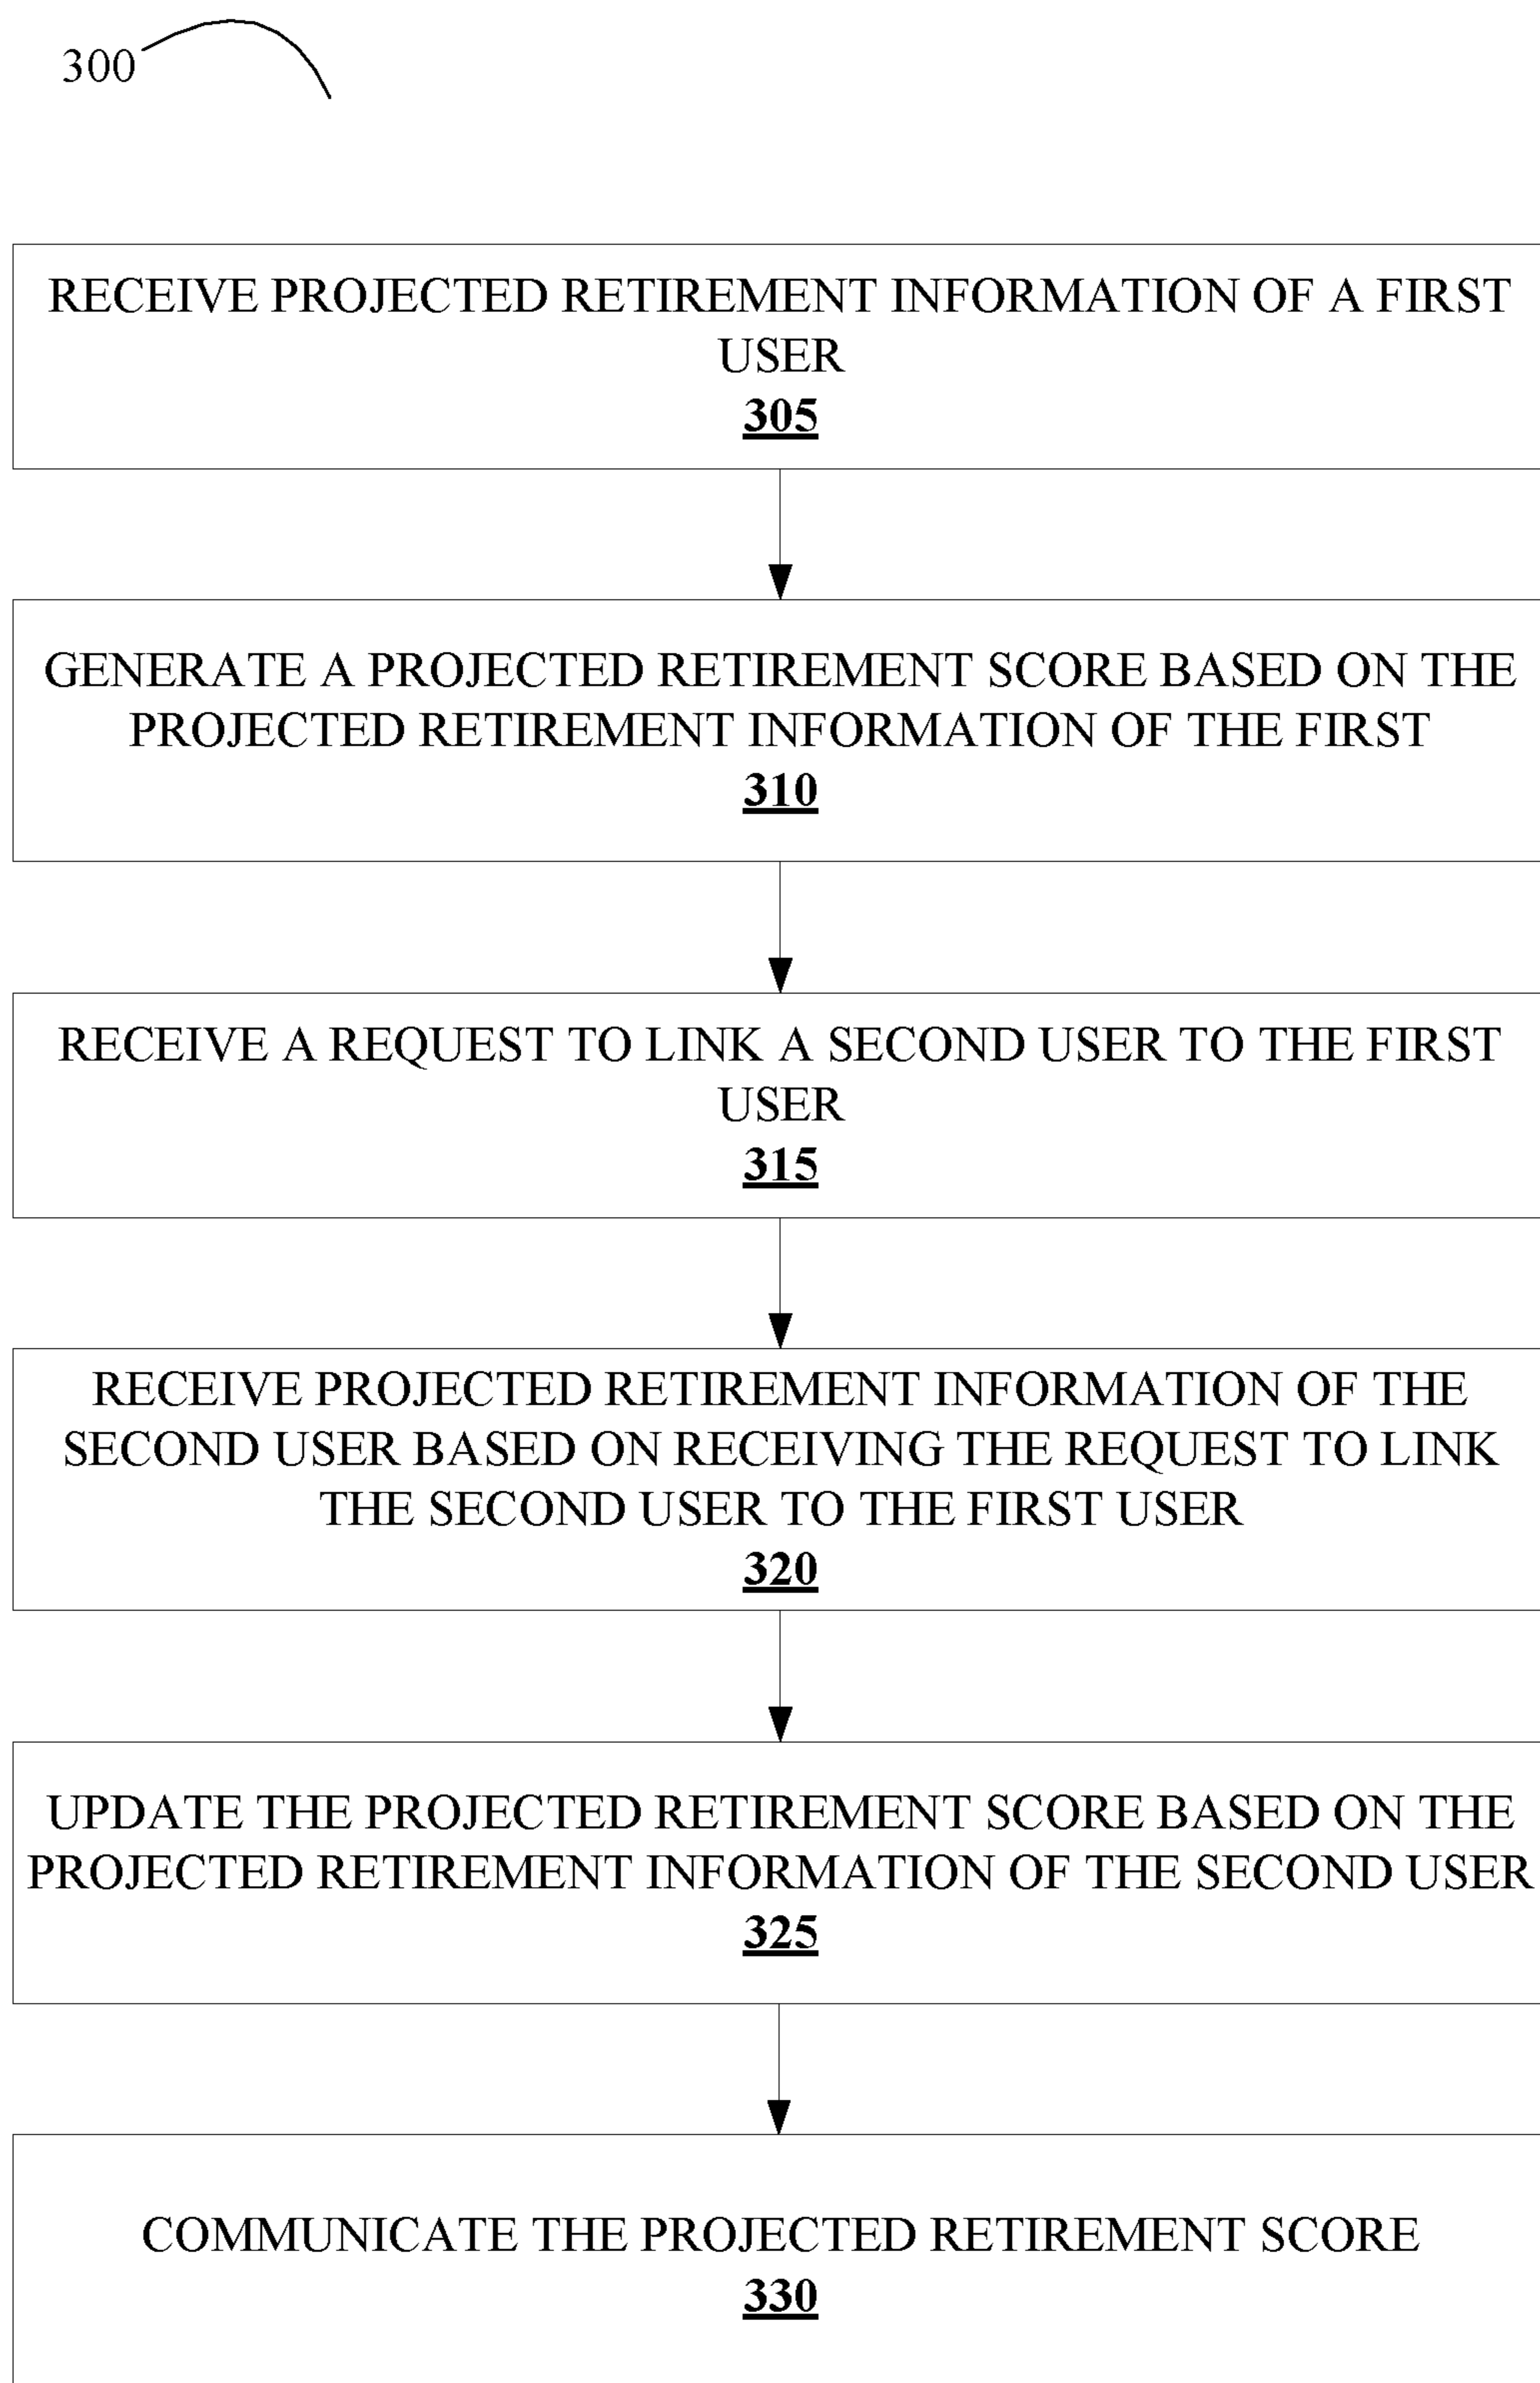 300
RECEIVE PROJECTED RETIREMENT INFORMATION OF A FIRST
USER
305
GENERATE A PROJECTED RETIREMENT SCORE BASED ON THE
PROJECTED RETIREMENT INFORMATION OF THE FIRST
310
RECEIVE A REQUEST TO LINK A SECOND USER TO THE FIRST
USER
315
RECEIVE PROJECTED RETIREMENT INFORMATION OF THE
SECOND USER BASED ON RECEIVING THE REQUEST TO LINK
THE SECOND USER TO THE FIRST USER
320
UPDATE THE PROJECTED RETIREMENT SCORE BASED ON THE
PROJECTED RETIREMENT INFORMATION OF THE SECOND USER
325
COMMUNICATE THE PROJECTED RETIREMENT SCORE
330